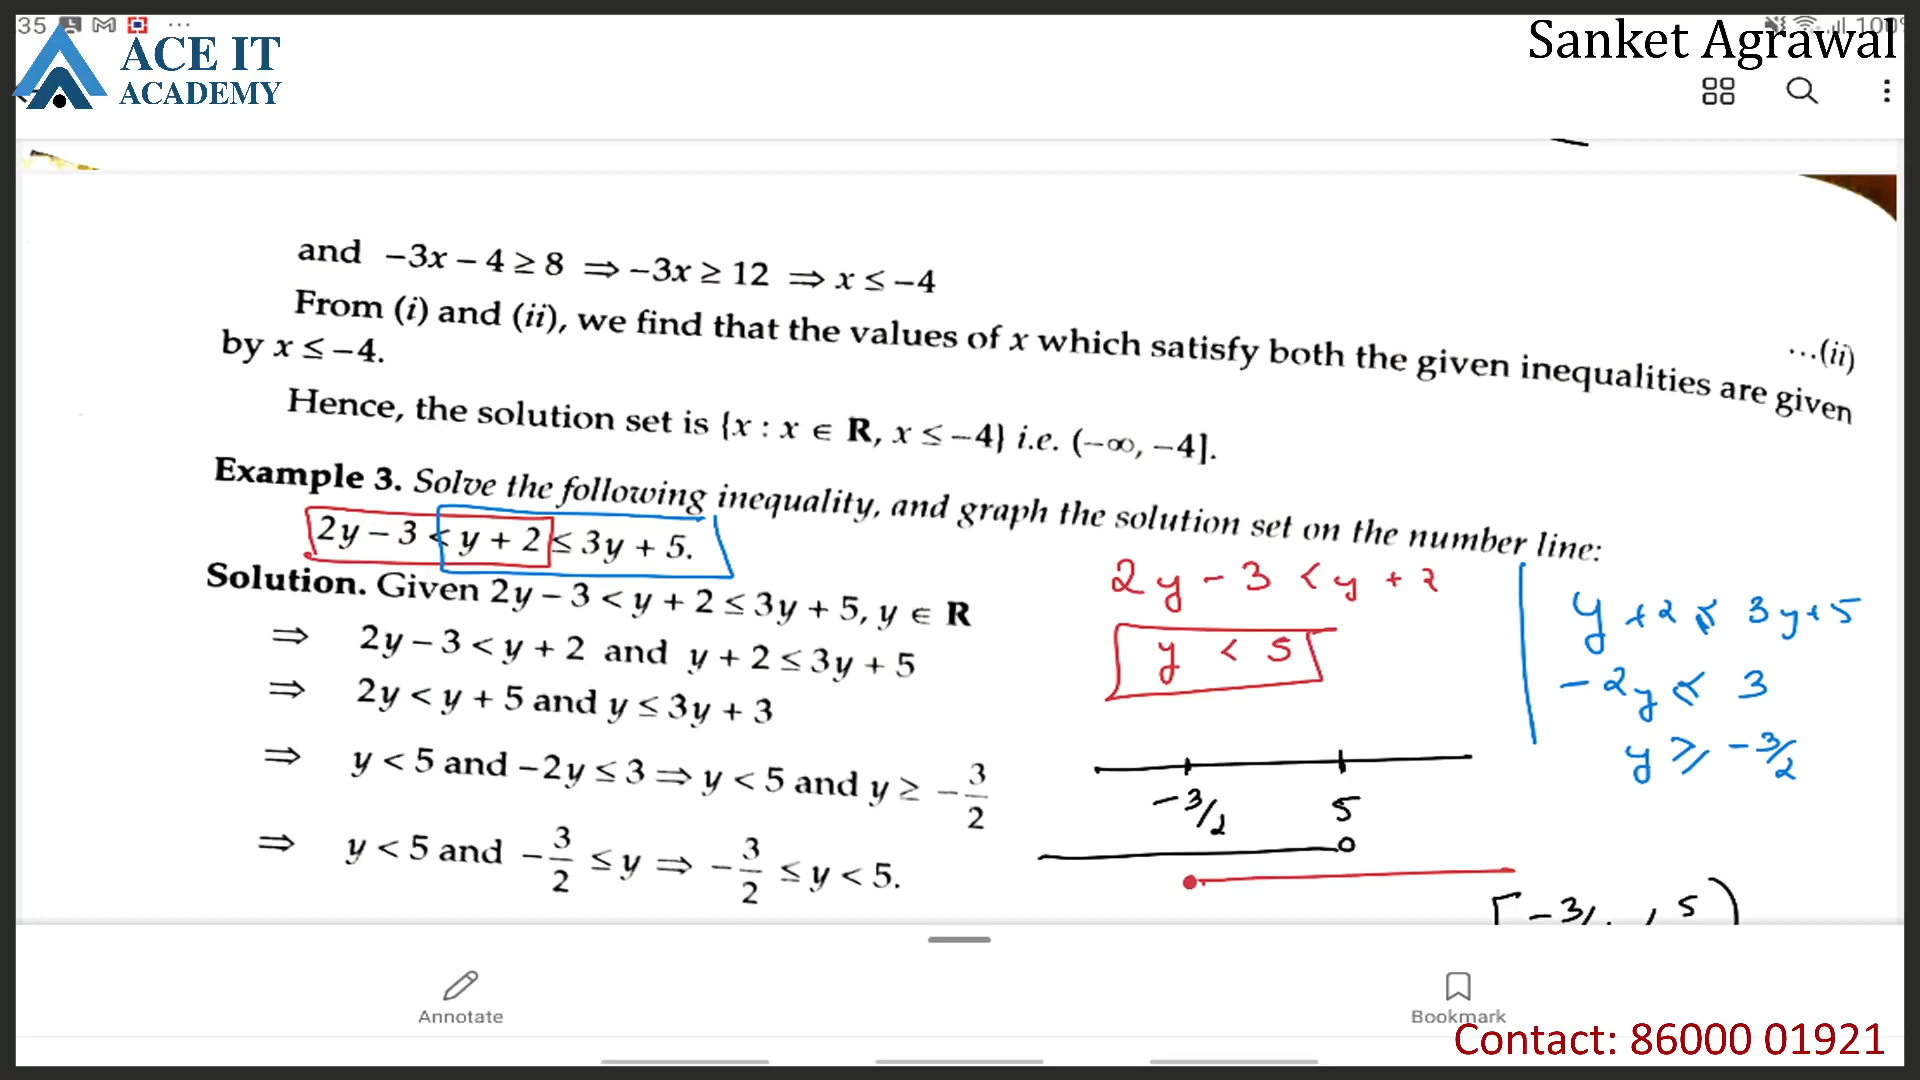 35
100%
ACE IT
ACADEMY
Sanket Agrawal
and -3x - 4 ≥ 8 ⇒ -3x ≥ 12 ⇒ x ≤ -4
...(ii)
From (i) and (ii), we find that the values of x which satisfy both the given inequalities are given
by x ≤ -4.
Hence, the solution set is {x : x ∈ R, x ≤ -4} i.e. (-∞, -4].
Example 3. Solve the following inequality, and graph the solution set on the number line:
2y - 3 < y + 2 ≤ 3y + 5.
Solution. Given 2y - 3 < y + 2 ≤ 3y + 5, y ∈ R
⇒ 2y - 3 < y + 2 and y + 2 ≤ 3y + 5
⇒ 2y < y + 5 and y ≤ 3y + 3
⇒ y < 5 and -2y ≤ 3 ⇒ y < 5 and y ≥ -3/2
⇒ y < 5 and -3/2 ≤ y ⇒ -3/2 ≤ y < 5.
2y - 3 < y + 2
y < 5
y + 2 ≤ 3y + 5
-2y ≤ 3
y ≥ -3/2
-3/2 5
[-3/ , 5)
Annotate
Bookmark
Contact: 86000 01921